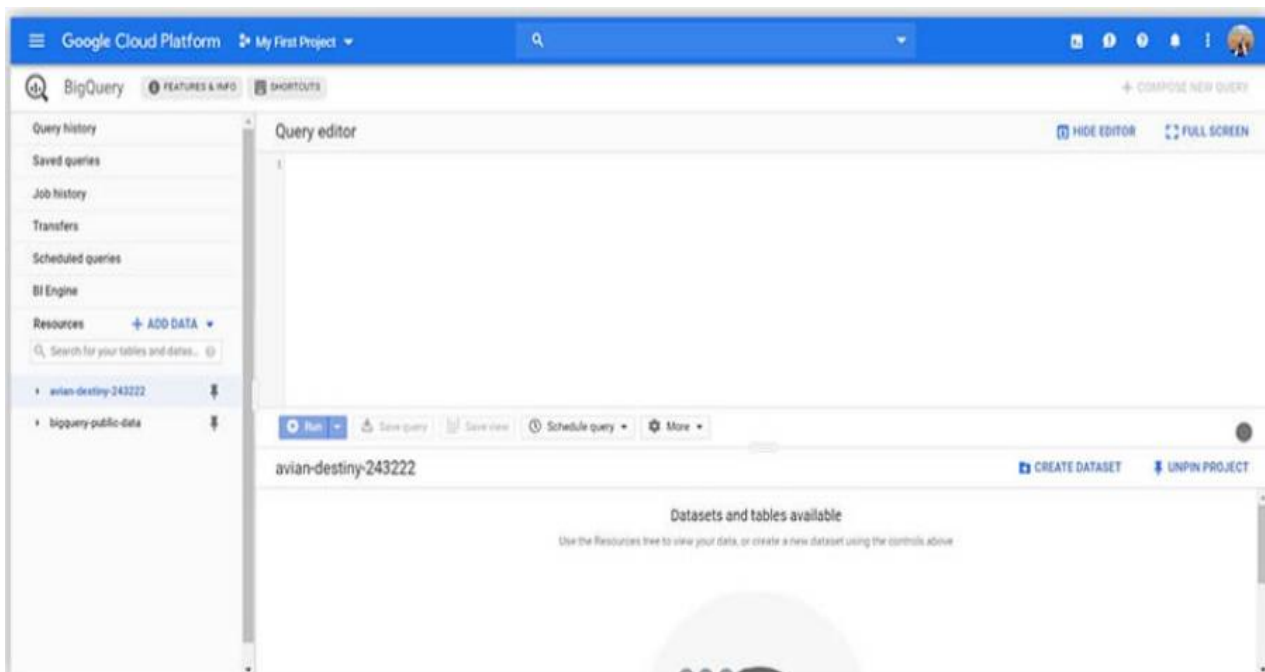 Google Cloud Platform My First Project
BigQuery FEATURES & INFO SHORTCUTS + COMPOSE NEW QUERY
Query history
Saved queries
Job history
Transfers
Scheduled queries
BI Engine
Resources + ADD DATA
Search for your tables and datas...
avian-destiny-243222
bigquery-public-data
Query editor HIDE EDITOR FULL SCREEN
1
Run Save query Save view Schedule query More
avian-destiny-243222 CREATE DATASET UNPIN PROJECT
Datasets and tables available
Use the Resources tree to view your data, or create a new dataset using the controls above